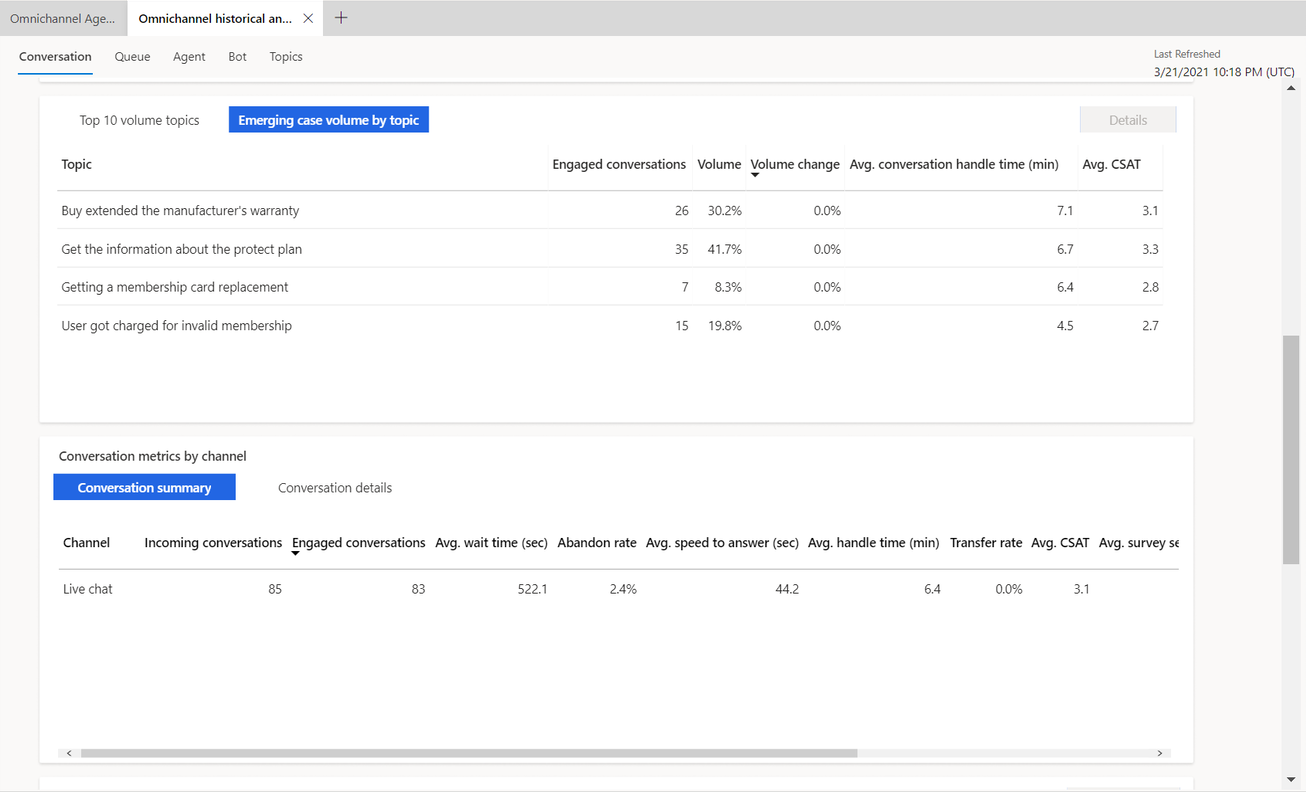 Omnichannel Age...
Omnichannel historical an...
Conversation Queue Agent Bot Topics
Last Refreshed
3/21/2021 10:18 PM (UTC)
Top 10 volume topics Emerging case volume by topic Details
Topic Engaged conversations Volume Volume change Avg. conversation handle time (min) Avg. CSAT
Buy extended the manufacturer's warranty 26 30.2% 0.0% 7.1 3.1
Get the information about the protect plan 35 41.7% 0.0% 6.7 3.3
Getting a membership card replacement 7 8.3% 0.0% 6.4 2.8
User got charged for invalid membership 15 19.8% 0.0% 4.5 2.7
Conversation metrics by channel
Conversation summary Conversation details
Channel Incoming conversations Engaged conversations Avg. wait time (sec) Abandon rate Avg. speed to answer (sec) Avg. handle time (min) Transfer rate Avg. CSAT Avg. survey se
Live chat 85 83 522.1 2.4% 44.2 6.4 0.0% 3.1